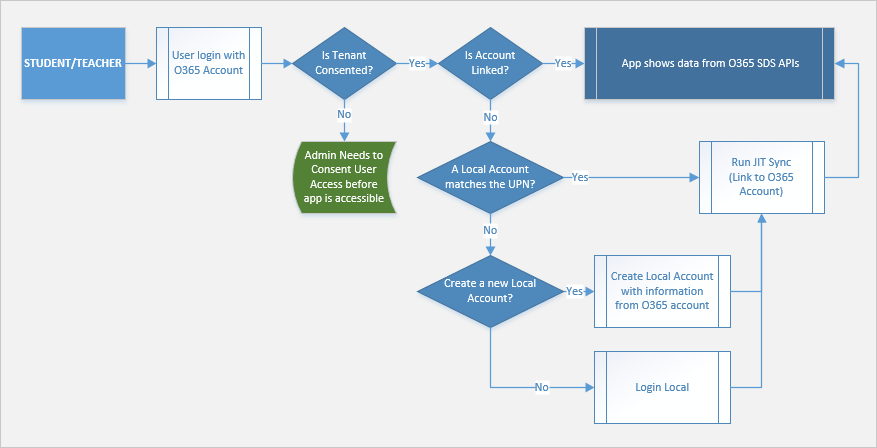 STUDENT/TEACHER
User login with
O365 Account
Is Tenant
Consented?
Yes
Is Account
Linked?
Yes
App shows data from O365 SDS APIs
No
No
Admin Needs to
Consent User
Access before
app is accessible
A Local Account
matches the UPN?
Yes
Run JIT Sync
(Link to O365
Account)
No
Create a new Local
Account?
Yes
Create Local Account
with information
from O365 account
No
Login Local